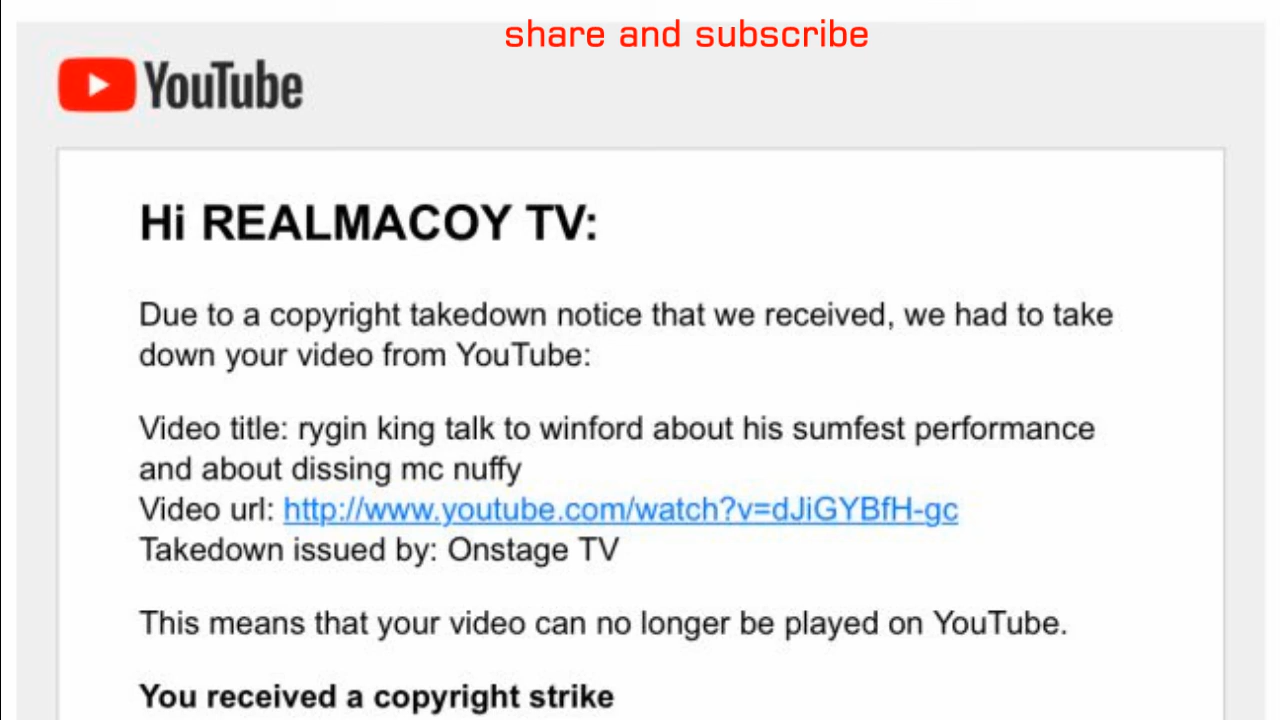 share and subscribe
YouTube
Hi REALMACOY TV:
Due to a copyright takedown notice that we received, we had to take
down your video from YouTube:
Video title: rygin king talk to winford about his sumfest performance
and about dissing mc nuffy
Video url: http://www.youtube.com/watch?v=dJiGYBfH-gc
Takedown issued by: Onstage TV
This means that your video can no longer be played on YouTube.
You received a copyright strike